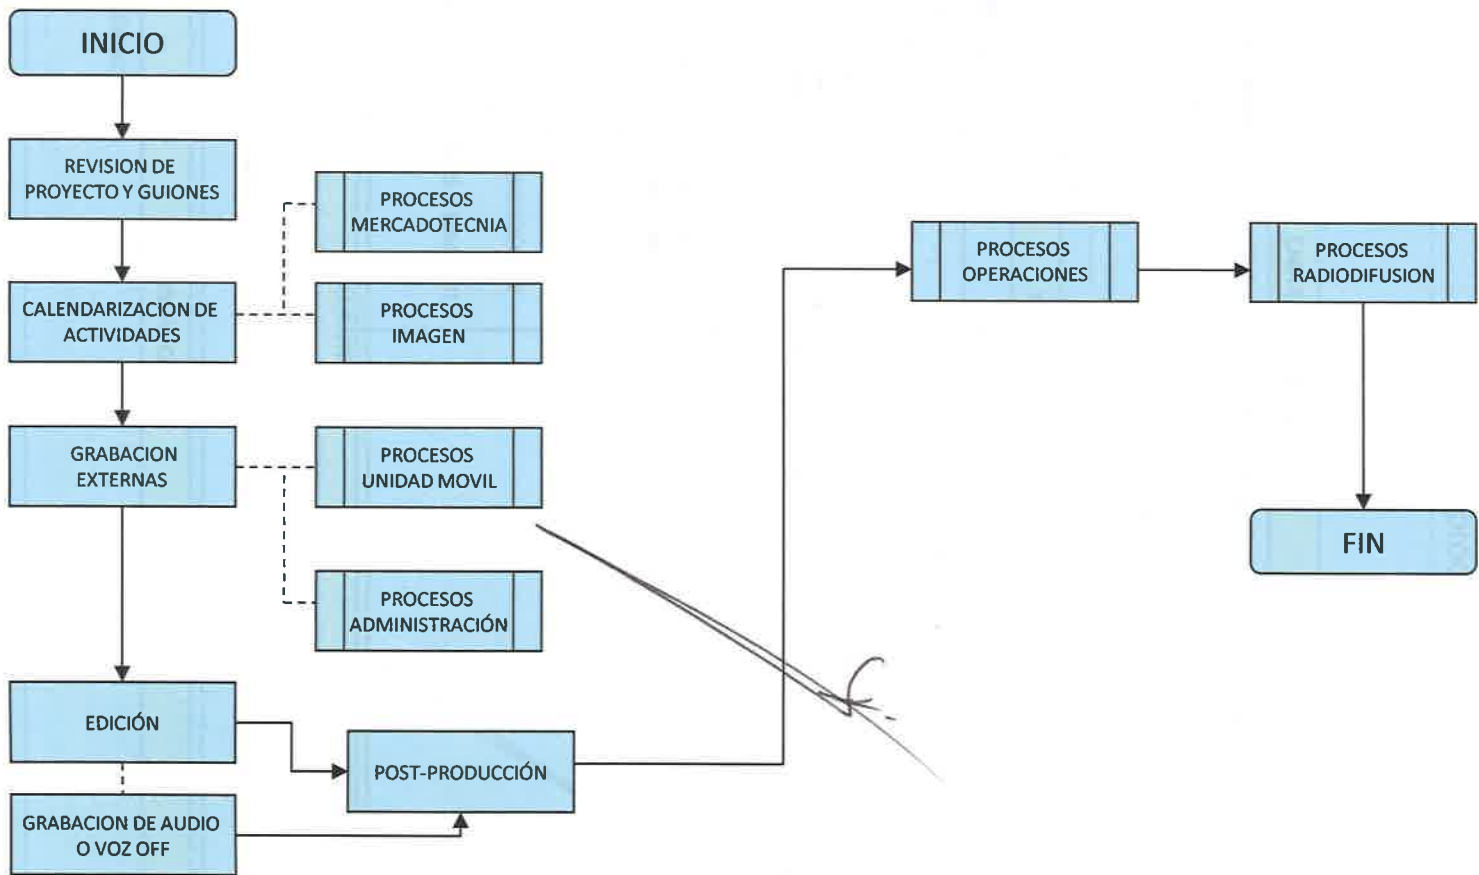 INICIO
REVISION DE
PROYECTO Y GUIONES
PROCESOS
MERCADOTECNIA
CALENDARIZACION DE
ACTIVIDADES
PROCESOS
IMAGEN
GRABACION
EXTERNAS
PROCESOS
UNIDAD MOVIL
PROCESOS
ADMINISTRACIÓN
EDICIÓN
GRABACION DE AUDIO
O VOZ OFF
POST-PRODUCCIÓN
PROCESOS
OPERACIONES
PROCESOS
RADIODIFUSION
FIN